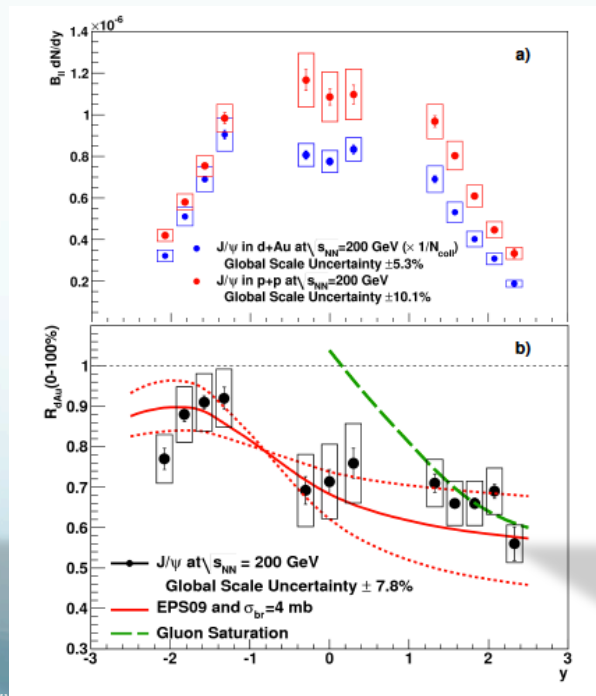 ×10⁻⁶
B_ll dN/dy
a)
1.4
1.2
1
0.8
0.6
0.4
0.2
J/ψ in d+Au at √s_NN=200 GeV (× 1/N_coll)
Global Scale Uncertainty ±5.3%
J/ψ in p+p at √s_NN=200 GeV
Global Scale Uncertainty ±10.1%
R_dAu(0-100%)
b)
1
0.9
0.8
0.7
0.6
0.5
0.4
0.3
J/ψ at √s_NN = 200 GeV
Global Scale Uncertainty ± 7.8%
EPS09 and σ_br=4 mb
Gluon Saturation
-3 -2 -1 0 1 2 3
y